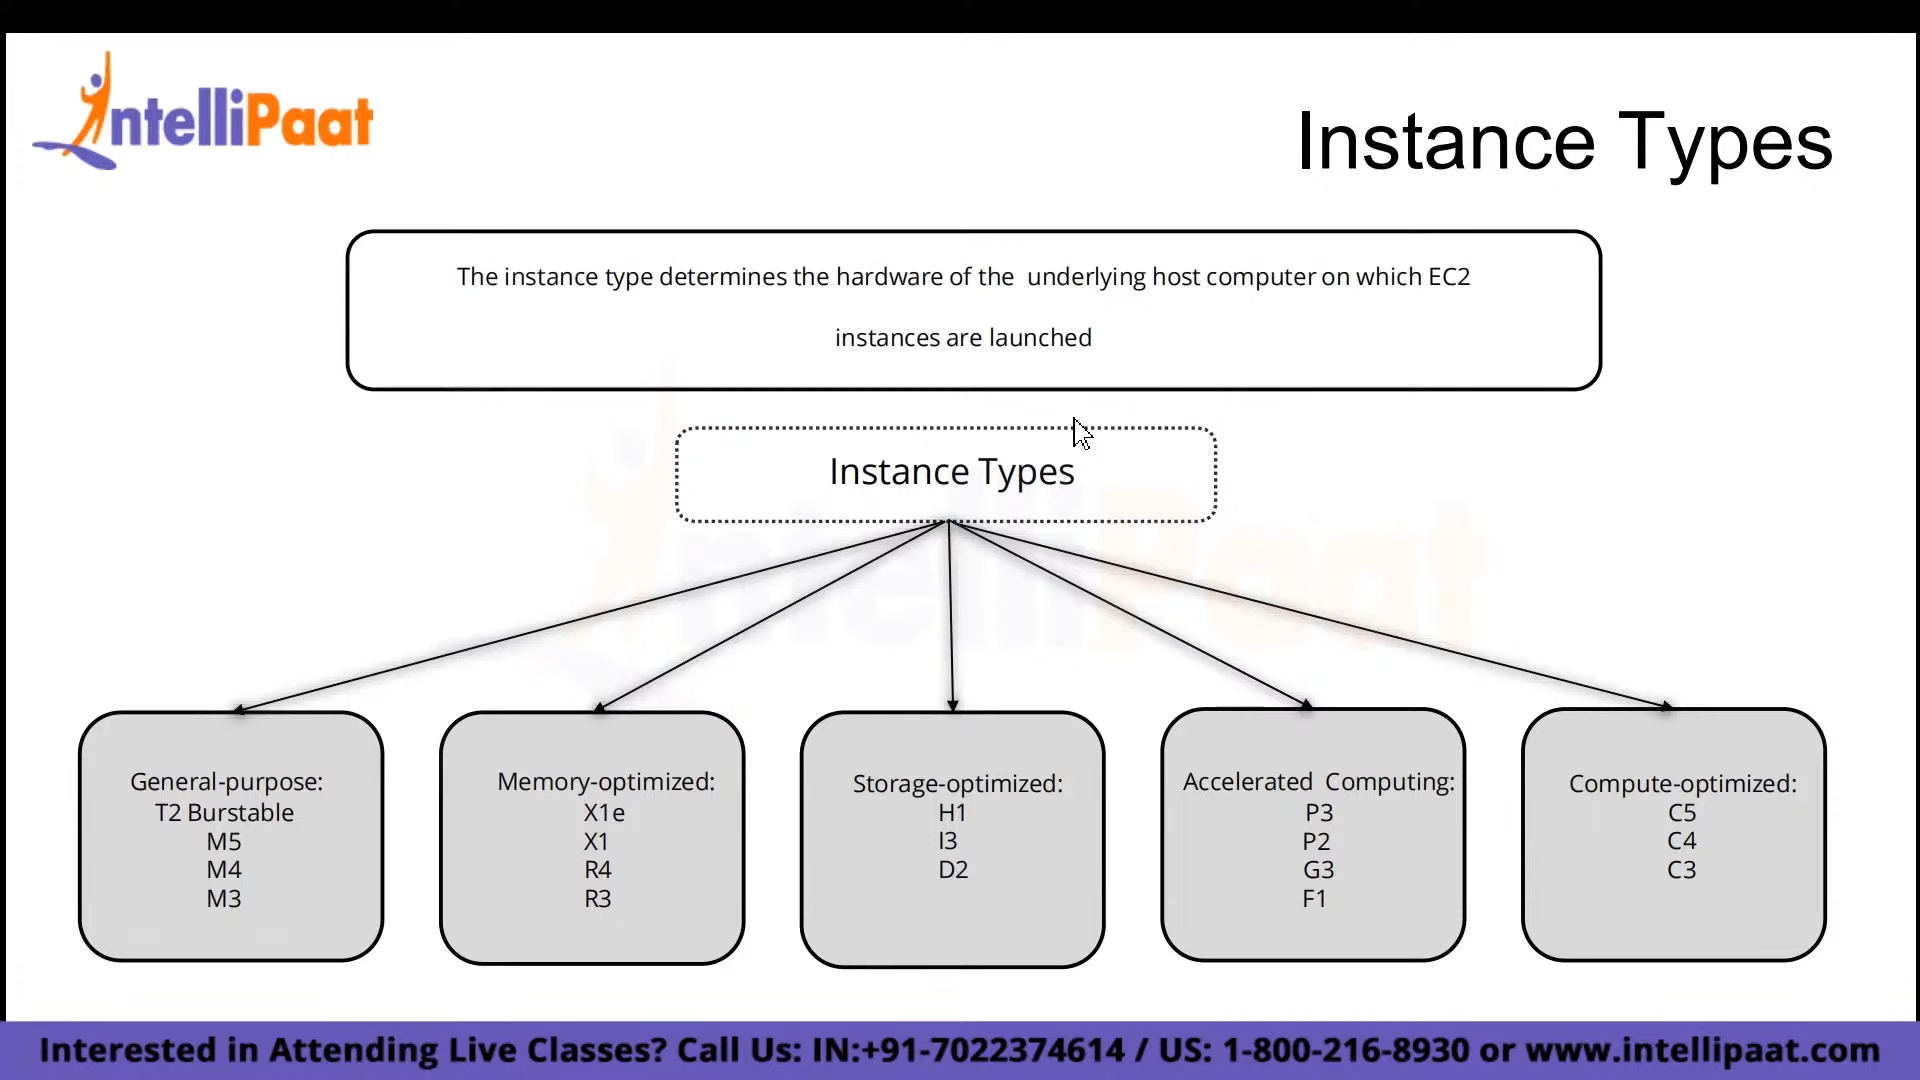 IntelliPaat
Instance Types
The instance type determines the hardware of the underlying host computer on which EC2
instances are launched
Instance Types
General-purpose:
T2 Burstable
M5
M4
M3
Memory-optimized:
X1e
X1
R4
R3
Storage-optimized:
H1
I3
D2
Accelerated Computing:
P3
P2
G3
F1
Compute-optimized:
C5
C4
C3
Interested in Attending Live Classes? Call Us: IN:+91-7022374614 / US: 1-800-216-8930 or www.intellipaat.com